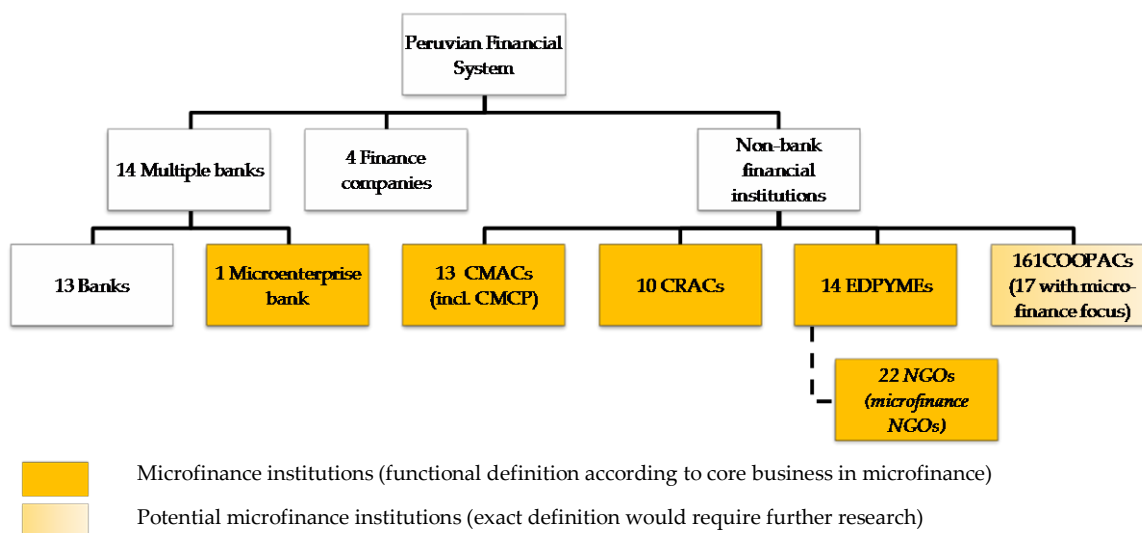 Peruvian Financial
System
14 Multiple banks
4 Finance
companies
Non-bank
financial
institutions
13 Banks
1 Microenterprise
bank
13 CMACs
(incl. CMCP)
10 CRACs
14 EDPYMEs
161COOPACs
(17 with micro-
finance focus)
22 NGOs
(microfinance
NGOs)
Microfinance institutions (functional definition according to core business in microfinance)
Potential microfinance institutions (exact definition would require further research)